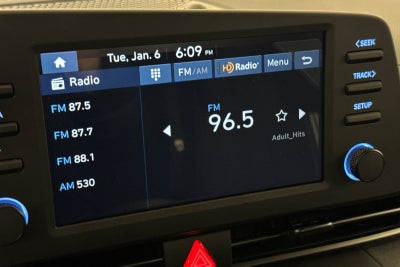 Tue, Jan. 6 6:09 PM
Radio FM/AM HD Radio Menu
FM 87.5
FM 87.7
FM 88.1
AM 530
FM
96.5
Adult_Hits
<SEEK
TRACK>
SETUP